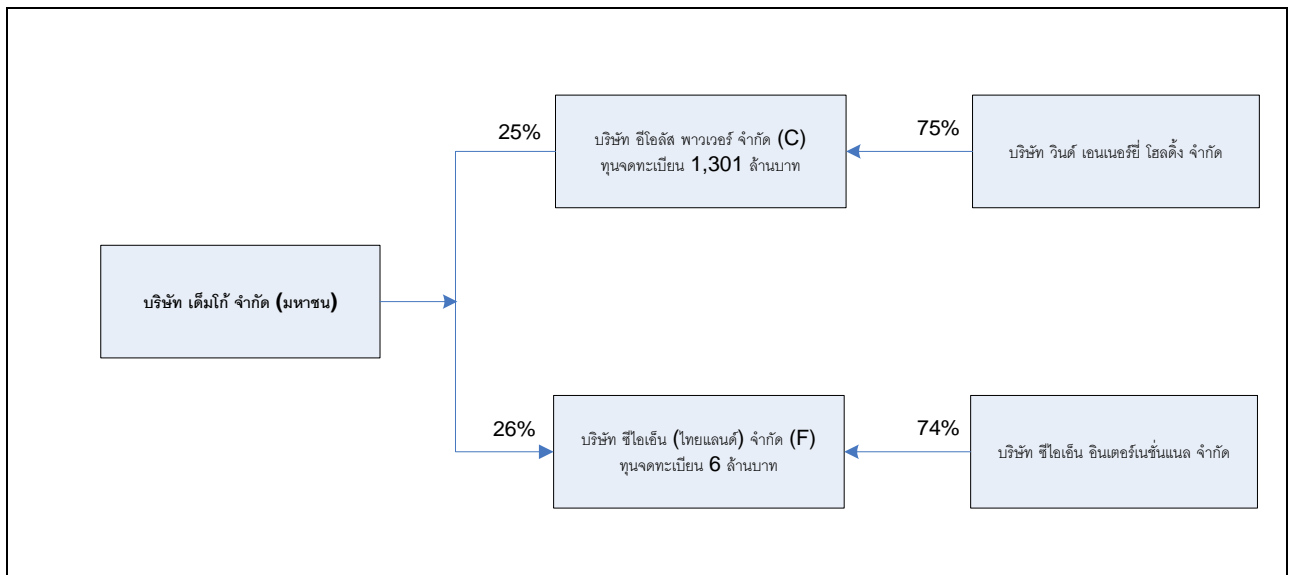 25%
บริษัท อีโอลัส พาวเวอร์ จำกัด (C)
ทุนจดทะเบียน 1,301 ล้านบาท
75%
บริษัท วินด์ เอนเนอร์ยี่ โฮลดิ้ง จำกัด
บริษัท เด็มโก้ จำกัด (มหาชน)
26%
บริษัท ซีไอเอ็น (ไทยแลนด์) จำกัด (F)
ทุนจดทะเบียน 6 ล้านบาท
74%
บริษัท ซีไอเอ็น อินเตอร์เนชั่นแนล จำกัด